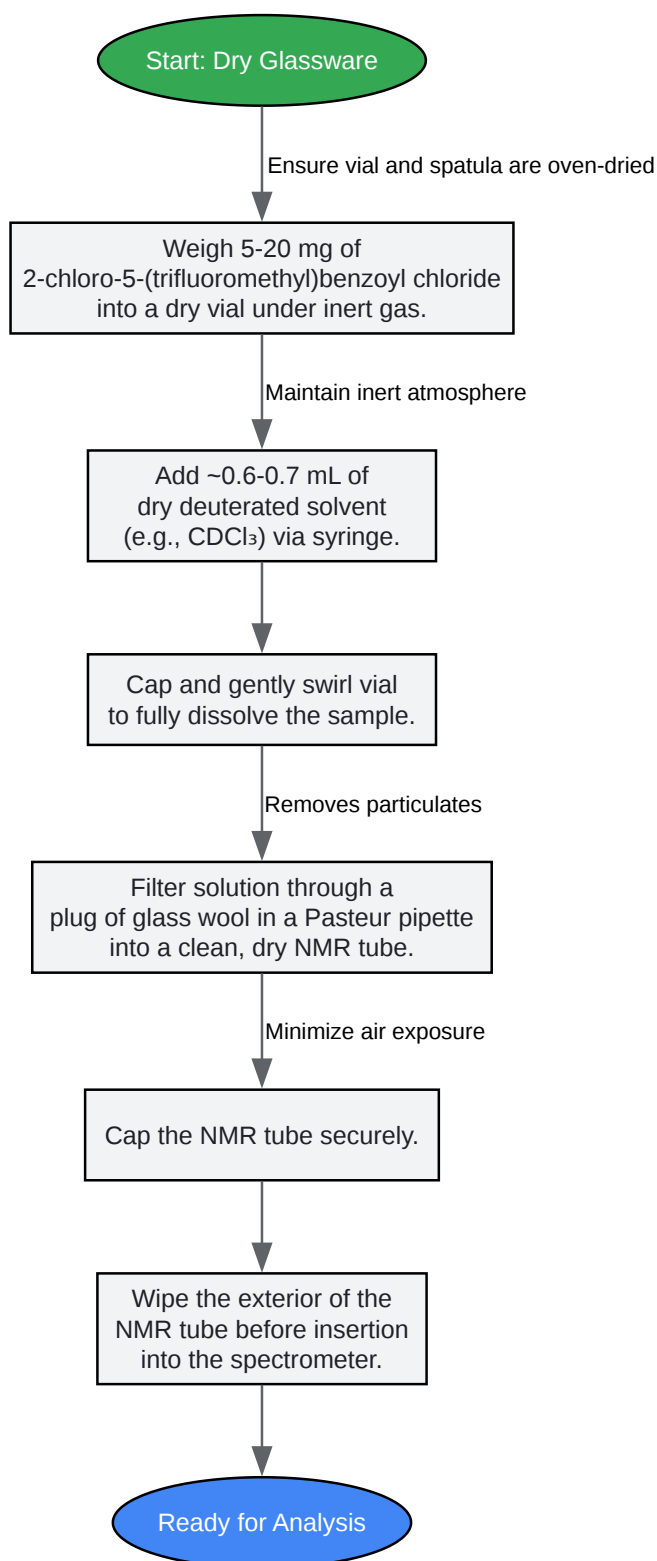 Start: Dry Glassware
Ensure vial and spatula are oven-dried
Weigh 5-20 mg of
2-chloro-5-(trifluoromethyl)benzoyl chloride
into a dry vial under inert gas.
Maintain inert atmosphere
Add ~0.6-0.7 mL of
dry deuterated solvent
(e.g., CDCl₃) via syringe.
Cap and gently swirl vial
to fully dissolve the sample.
Removes particulates
Filter solution through a
plug of glass wool in a Pasteur pipette
into a clean, dry NMR tube.
Minimize air exposure
Cap the NMR tube securely.
Wipe the exterior of the
NMR tube before insertion
into the spectrometer.
Ready for Analysis